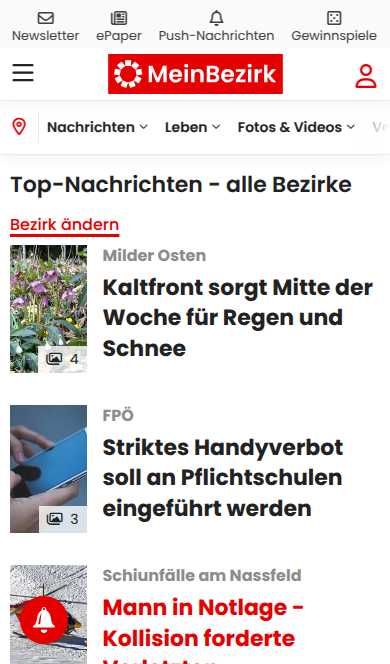 Newsletter ePaper Push-Nachrichten Gewinnspiele
MeinBezirk
Nachrichten Leben Fotos & Videos
Top-Nachrichten - alle Bezirke
Bezirk ändern
Milder Osten
Kaltfront sorgt Mitte der
Woche für Regen und
Schnee
4
FPÖ
Striktes Handyverbot
soll an Pflichtschulen
eingeführt werden
3
Schiunfälle am Nassfeld
Mann in Notlage -
Kollision forderte